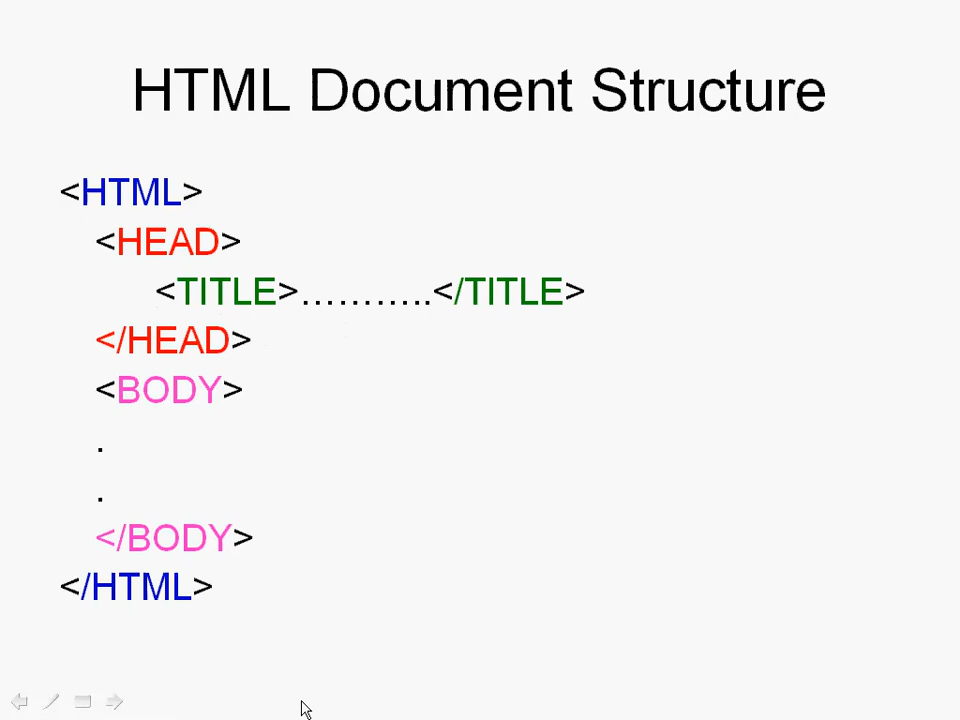 HTML Document Structure
<HTML>
<HEAD>
<TITLE>………..</TITLE>
</HEAD>
<BODY>
.
.
</BODY>
</HTML>